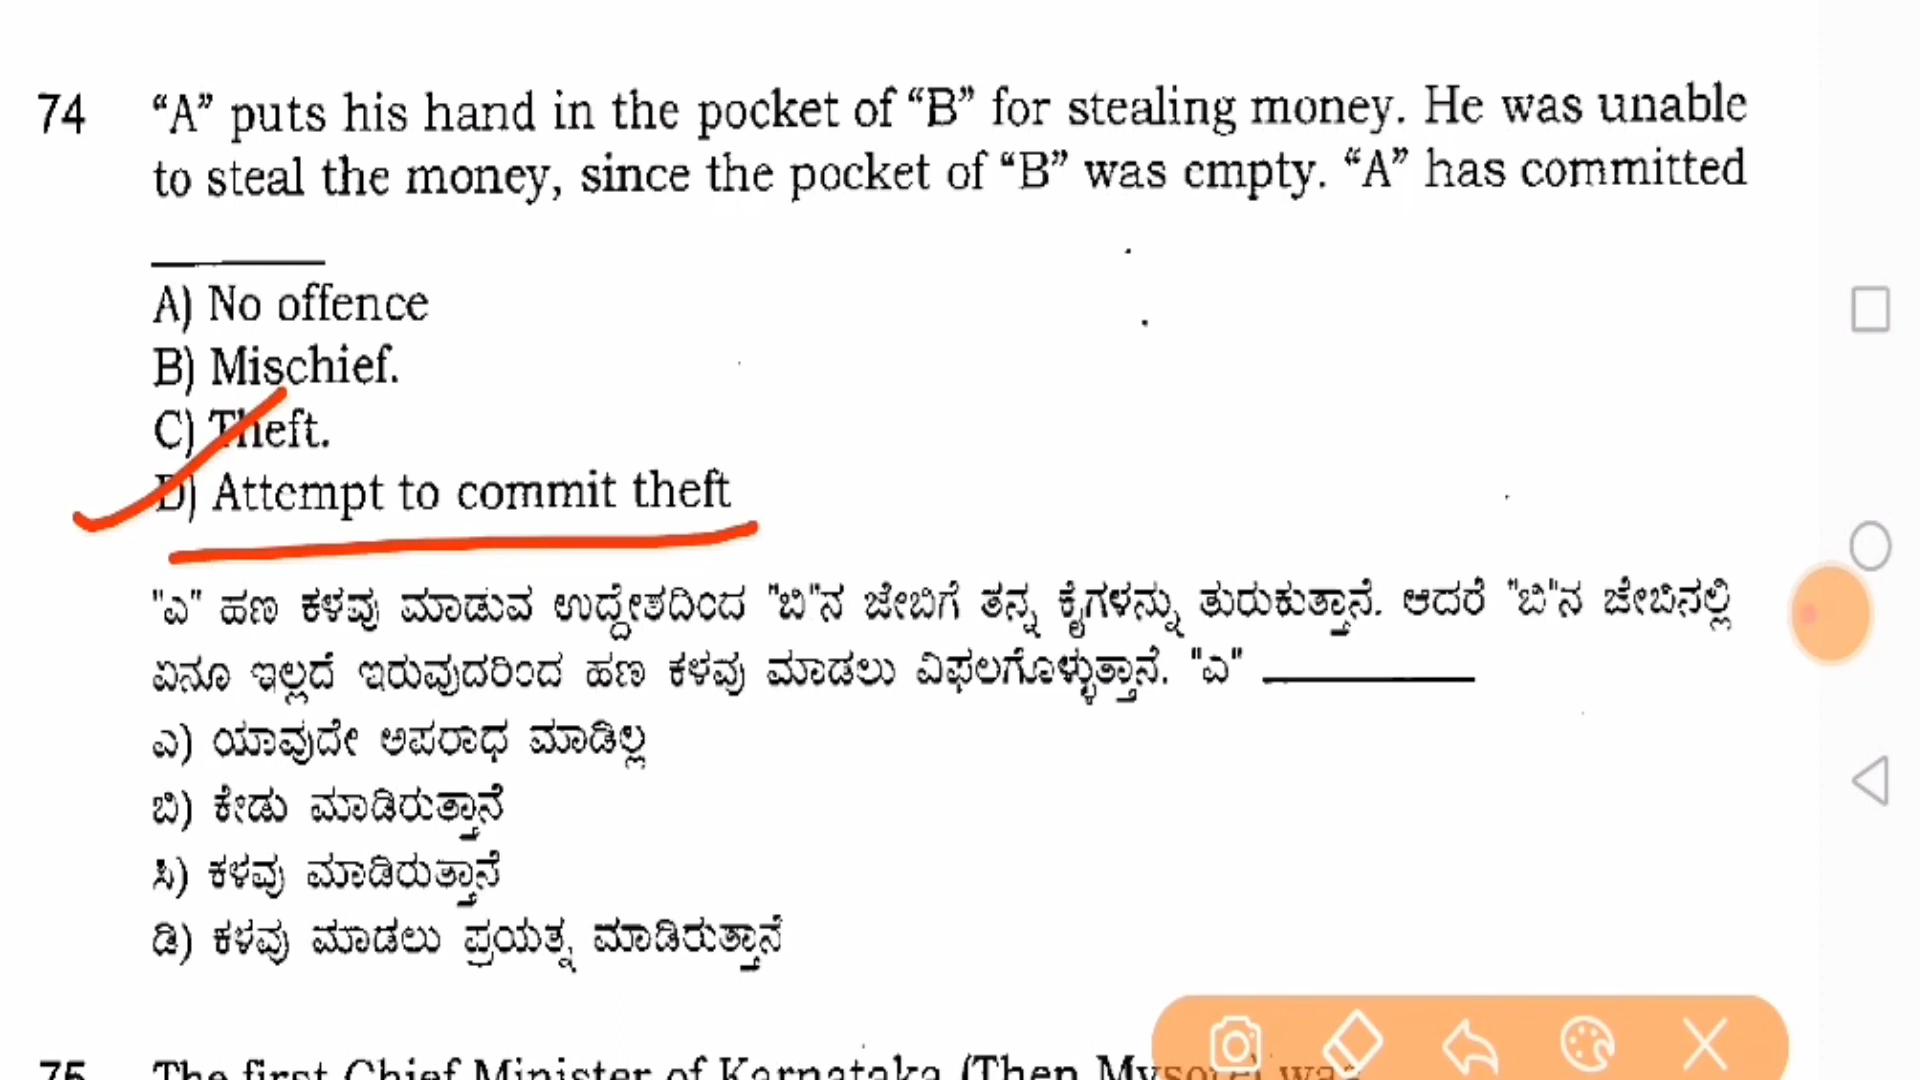 74 “A” puts his hand in the pocket of “B” for stealing money. He was unable
to steal the money, since the pocket of “B” was empty. “A” has committed
A) No offence
B) Mischief.
C) Theft.
D) Attempt to commit theft
"ಎ" ಹಣ ಕಳವು ಮಾಡುವ ಉದ್ದೇಶದಿಂದ "ಬಿ"ನ ಜೇಬಿಗೆ ತನ್ನ ಕೈಗಳನ್ನು ತುರುಕುತ್ತಾನೆ. ಆದರೆ "ಬಿ"ನ ಜೇಬಿನಲ್ಲಿ
ಏನೂ ಇಲ್ಲದೆ ಇರುವುದರಿಂದ ಹಣ ಕಳವು ಮಾಡಲು ವಿಫಲಗೊಳ್ಳುತ್ತಾನೆ. "ಎ"
ಎ) ಯಾವುದೇ ಅಪರಾಧ ಮಾಡಿಲ್ಲ
ಬಿ) ಕೇಡು ಮಾಡಿರುತ್ತಾನೆ
ಸಿ) ಕಳವು ಮಾಡಿರುತ್ತಾನೆ
ಡಿ) ಕಳವು ಮಾಡಲು ಪ್ರಯತ್ನ ಮಾಡಿರುತ್ತಾನೆ
75 The first Chief Minister of Karnataka (Then Mysore) was